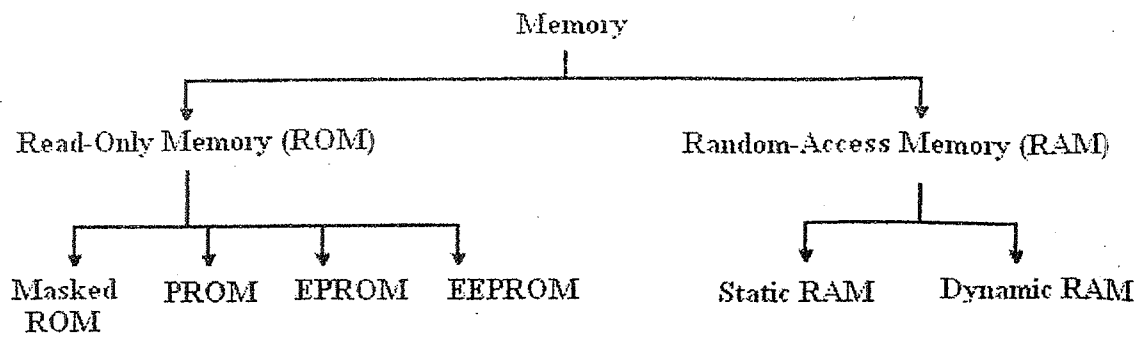 Memory
Read-Only Memory (ROM)
Random-Access Memory (RAM)
Masked ROM
PROM
EPROM
EEPROM
Static RAM
Dynamic RAM